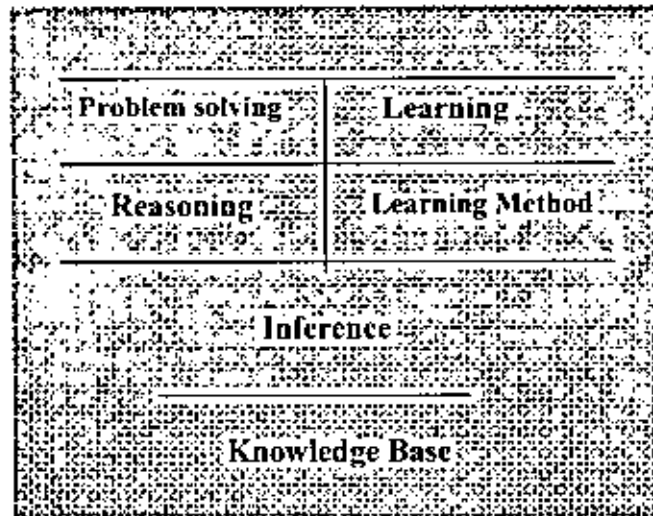 Problem solving
Learning
Reasoning
Learning Method
Inference
Knowledge Base